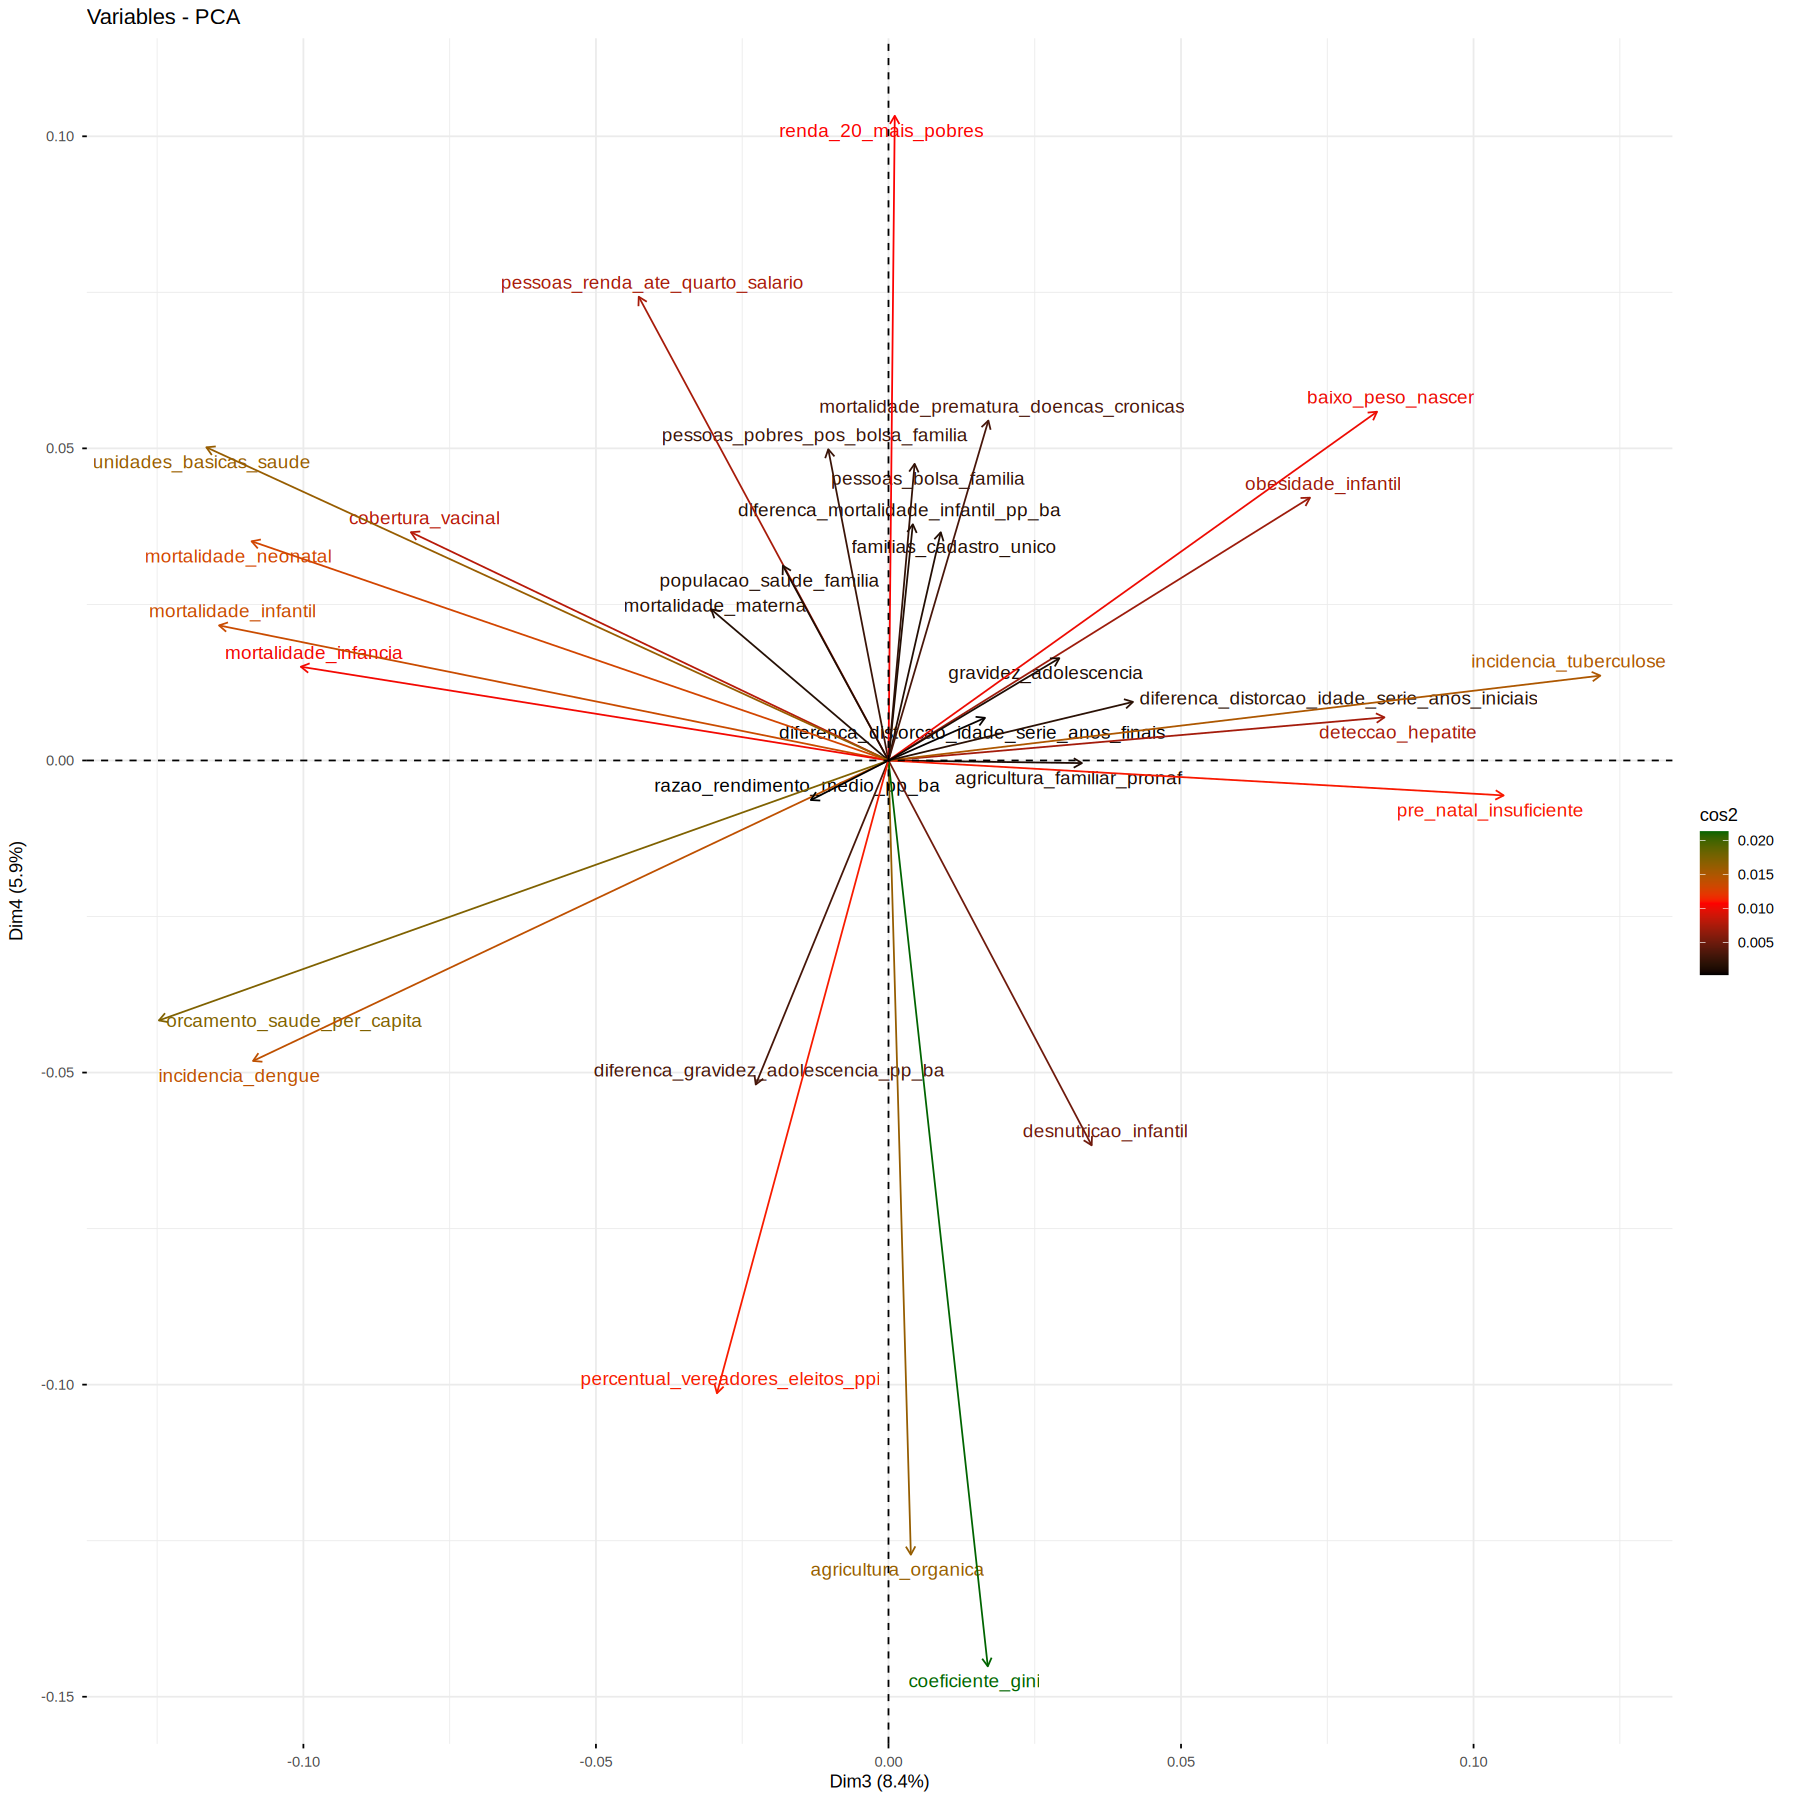 Variables - PCA
0.10
renda_20_mais_pobres
pessoas_renda_ate_quarto_salario
baixo_peso_nascer
mortalidade_prematura_doencas_cronicas
pessoas_pobres_pos_bolsa_familia
0.05
unidades_basicas_saude
pessoas_bolsa_familia
obesidade_infantil
cobertura_vacinal
diferenca_mortalidade_infantil_pp_ba
mortalidade_neonatal
familias_cadastro_unico
populacao_saude_familia
mortalidade_infantil
mortalidade_materna
mortalidade_infancia
incidencia_tuberculose
gravidez_adolescencia
diferenca_distorcao_idade_serie_anos_iniciais
diferenca_distorcao_idade_serie_anos_finais
deteccao_hepatite
0.00
agricultura_familiar_pronaf
razao_rendimento_medio_pp_ba
pre_natal_insuficiente
cos2
0.020
0.015
0.010
0.005
Dim4 (5.9%)
orcamento_saude_per_capita
-0.05
diferenca_gravidez_adolescencia_pp_ba
incidencia_dengue
desnutricao_infantil
percentual_vereadores_eleitos_ppi
-0.10
agricultura_organica
coeficiente_gini
-0.15
-0.10
-0.05
0.00
0.05
0.10
Dim3 (8.4%)